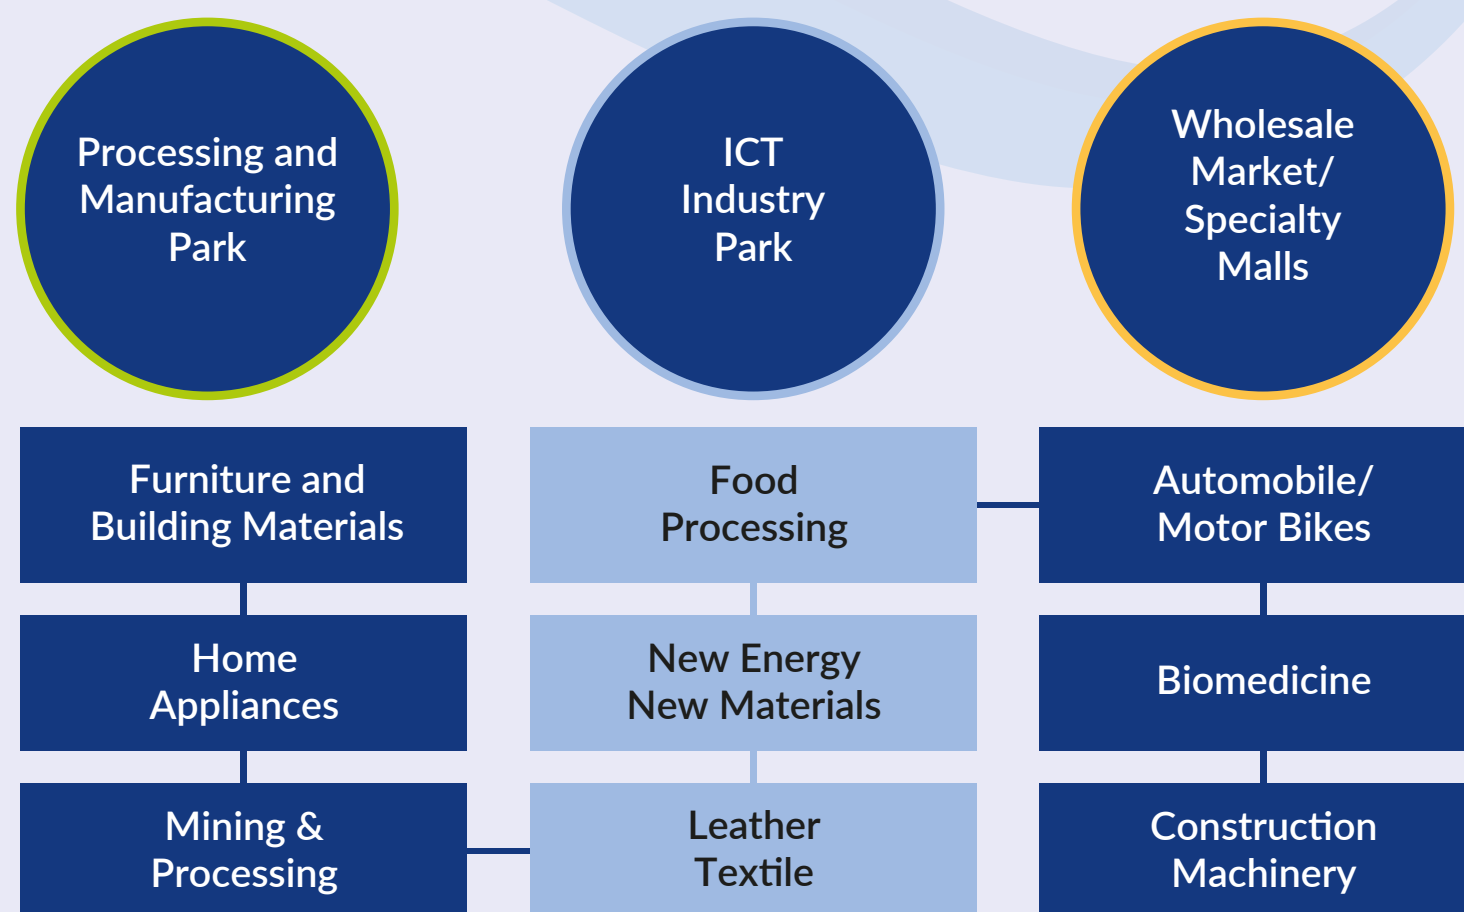 Processing and
Manufacturing
Park
ICT
Industry
Park
Wholesale
Market/
Specialty
Malls
Furniture and
Building Materials
Food
Processing
Automobile/
Motor Bikes
Home
Appliances
New Energy
New Materials
Biomedicine
Mining &
Processing
Leather
Textile
Construction
Machinery